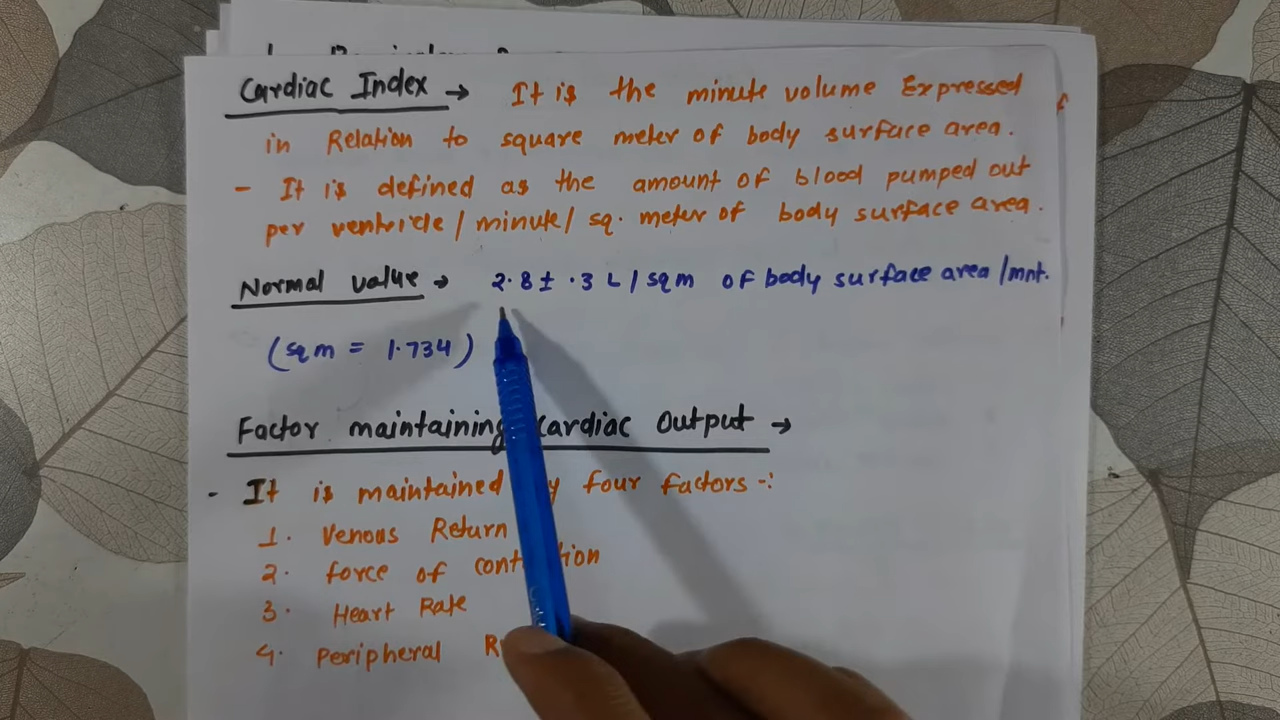 Cardiac Index → It is the minute volume Expressed
in Relation to square meter of body surface area.
- It is defined as the amount of blood pumped out
per ventricle / minute / sq. meter of body surface area.
Normal value → 2.8 ± .3 L / sqm of body surface area /mnt.
(sqm = 1.734)
Factor maintaining Cardiac Output →
- It is maintained by four factors -:
1. Venous Return
2. force of
3. Heart Rate
4. Peripheral